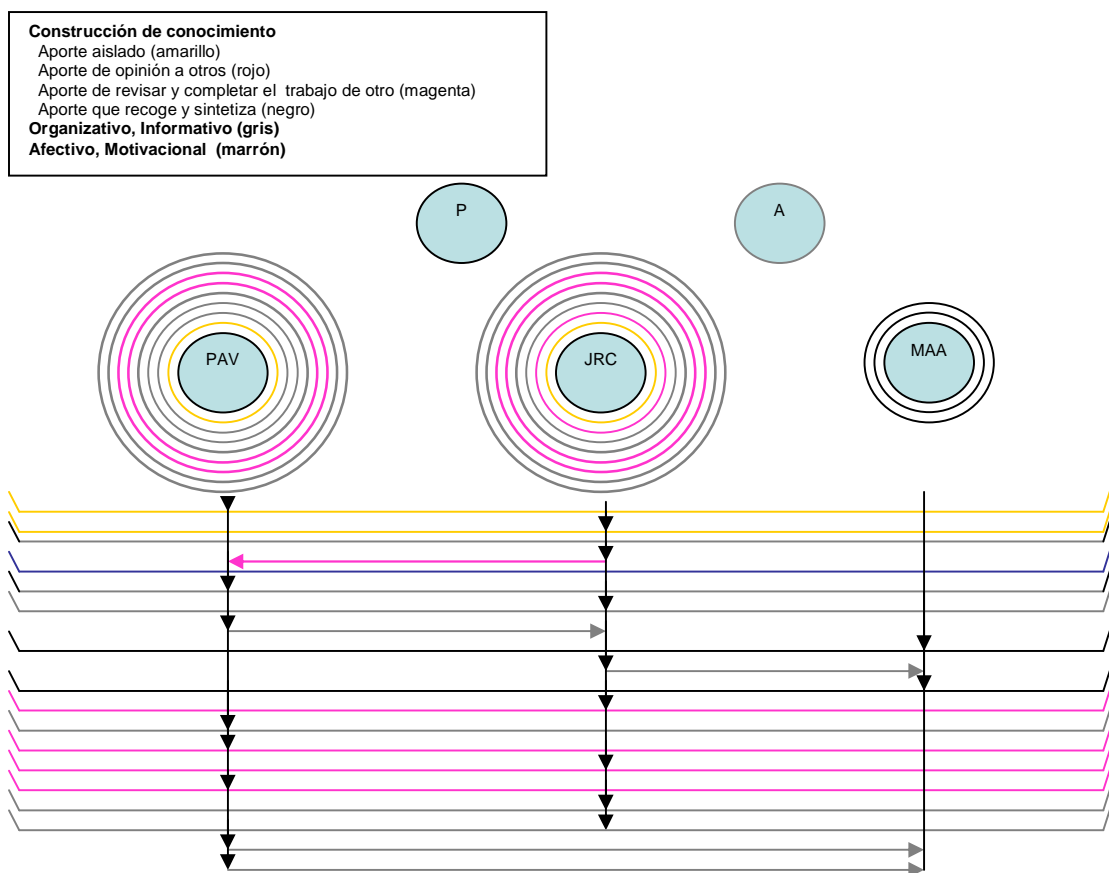 Construcción de conocimiento
Aporte aislado (amarillo)
Aporte de opinión a otros (rojo)
Aporte de revisar y completar el trabajo de otro (magenta)
Aporte que recoge y sintetiza (negro)
Organizativo, Informativo (gris)
Afectivo, Motivacional (marrón)
P
A
PAV
JRC
MAA